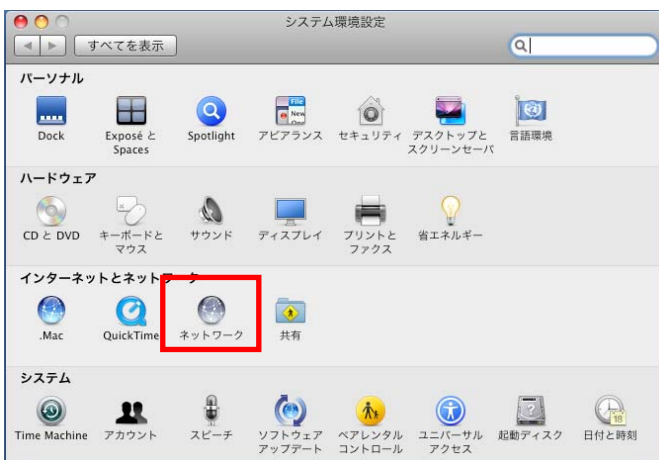 システム環境設定
すべてを表示
パーソナル
Dock
Exposé と
Spaces
Spotlight
アピアランス
セキュリティ
デスクトップと
スクリーンセーバ
言語環境
ハードウェア
CD と DVD
キーボードと
マウス
サウンド
ディスプレイ
プリントと
ファクス
省エネルギー
インターネットとネットワーク
.Mac
QuickTime
ネットワーク
共有
システム
Time Machine
アカウント
スピーチ
ソフトウェア
アップデート
ペアレンタル
コントロール
ユニバーサル
アクセス
起動ディスク
日付と時刻